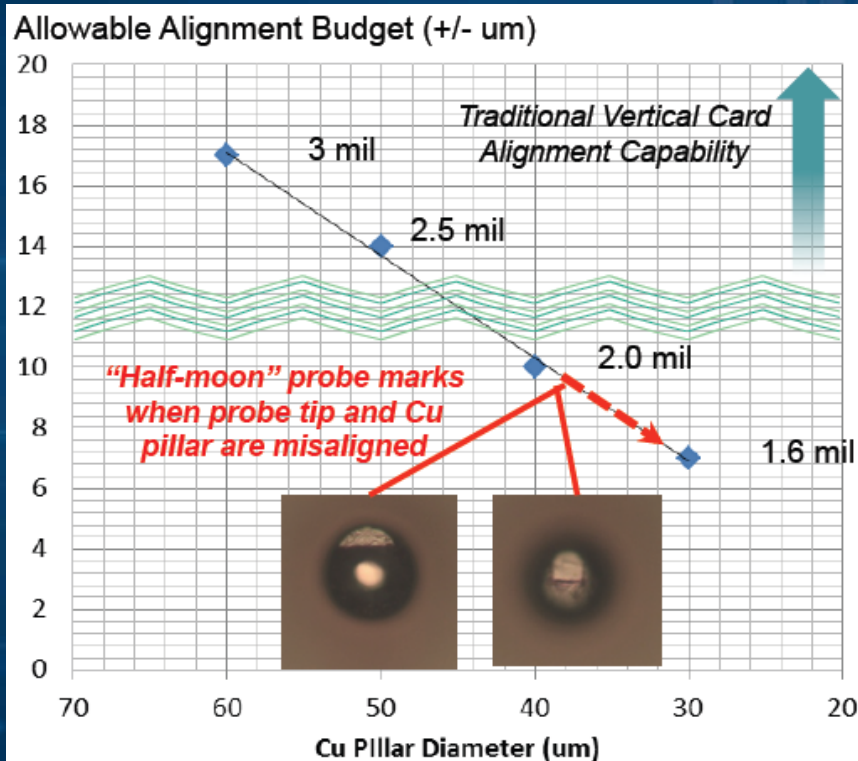 Allowable Alignment Budget (+/- um)
20
18
16
14
12
10
8
6
4
2
0
Traditional Vertical Card
Alignment Capability
3 mil
2.5 mil
2.0 mil
1.6 mil
"Half-moon" probe marks
when probe tip and Cu
pillar are misaligned
70 60 50 40 30 20
Cu PIllar Diameter (um)